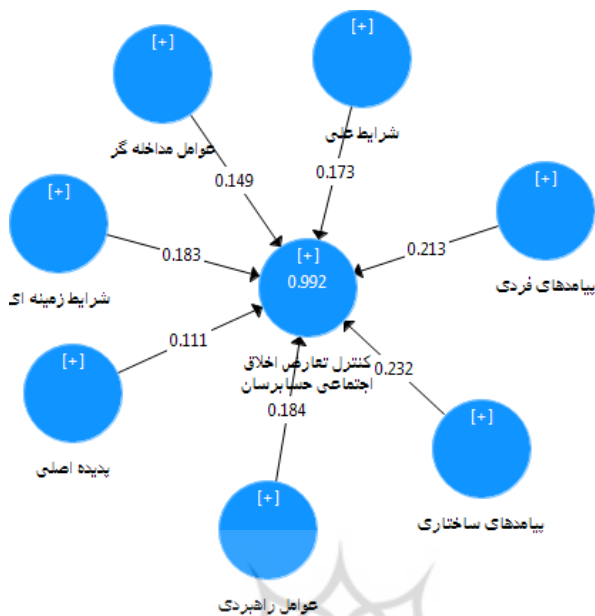 [+]
عوامل مداخله گر
0.149
[+]
شرایط علی
0.173
[+]
پیامدهای فردی
0.213
[+]
شرایط زمینه ای
0.183
[+]
0.992
کنترل تعارض اخلاق
اجتماعی حسابرسان
[+]
پدیده اصلی
0.111
[+]
پیامدهای ساختاری
0.232
[+]
عوامل راهبردی
0.184